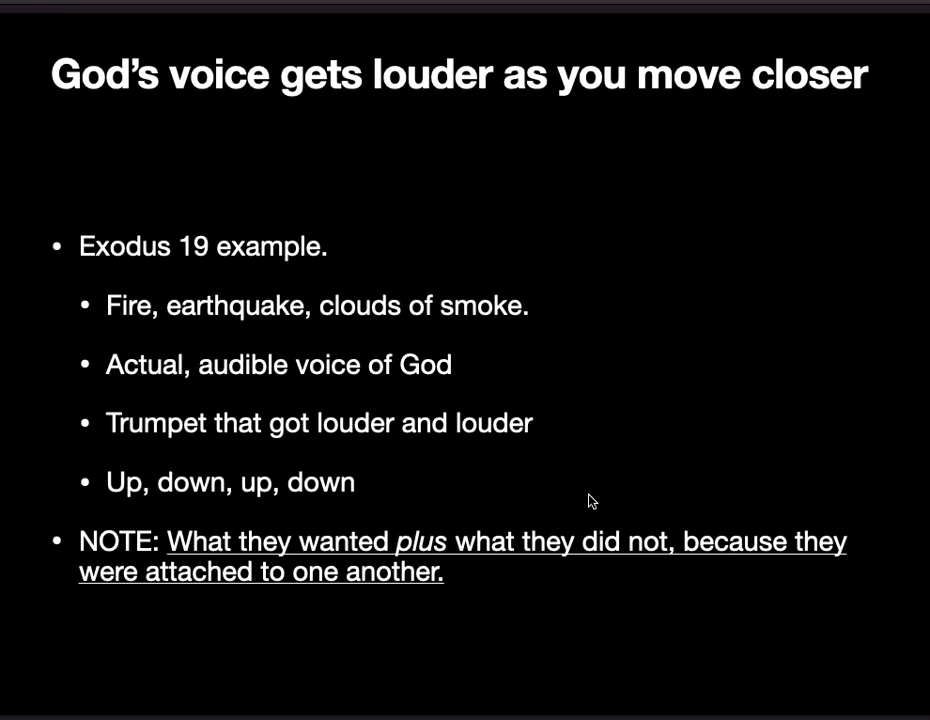 God’s voice gets louder as you move closer
• Exodus 19 example.
• Fire, earthquake, clouds of smoke.
• Actual, audible voice of God
• Trumpet that got louder and louder
• Up, down, up, down
• NOTE: What they wanted plus what they did not, because they
were attached to one another.